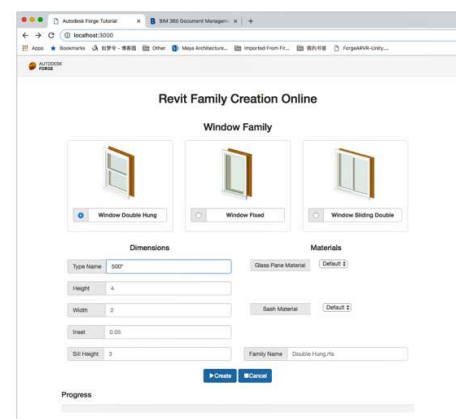 Autodesk Forge Tutorial
BIM 360 Document Managem
localhost:3000
Apps
Bookmarks
Other
Maya Architecture...
Imported From Fir...
ForgeARVR-Unity...
AUTODESK
FORGE
Revit Family Creation Online
Window Family
Window Double Hung
Window Fixed
Window Sliding Double
Dimensions
Materials
Type Name
500"
Glass Pane Material
Default
Height
4
Width
2
Sash Material
Default
Inset
0.05
Sill Height
3
Family Name
Double Hung.rfa
Create
Cancel
Progress